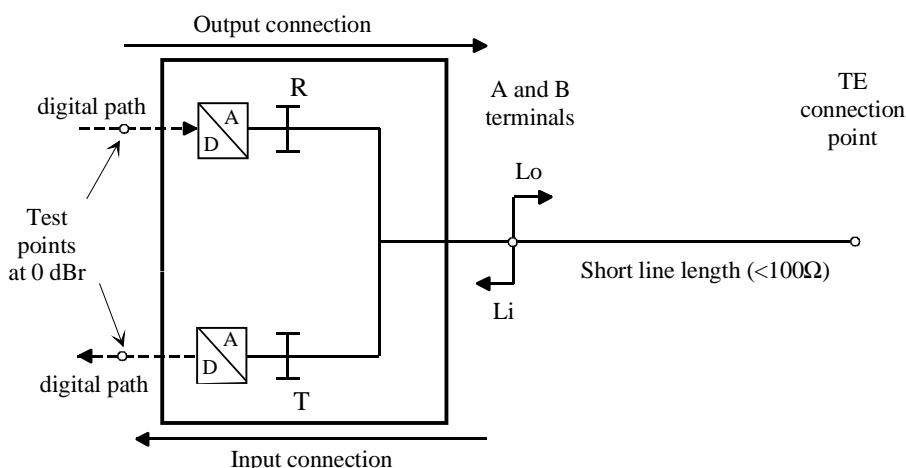 Output connection
R
A and B
terminals
TE
connection
point
digital path
A
D
Lo
Test
points
at 0 dBr
Short line length (<100Ω)
Li
A
D
digital path
T
Input connection